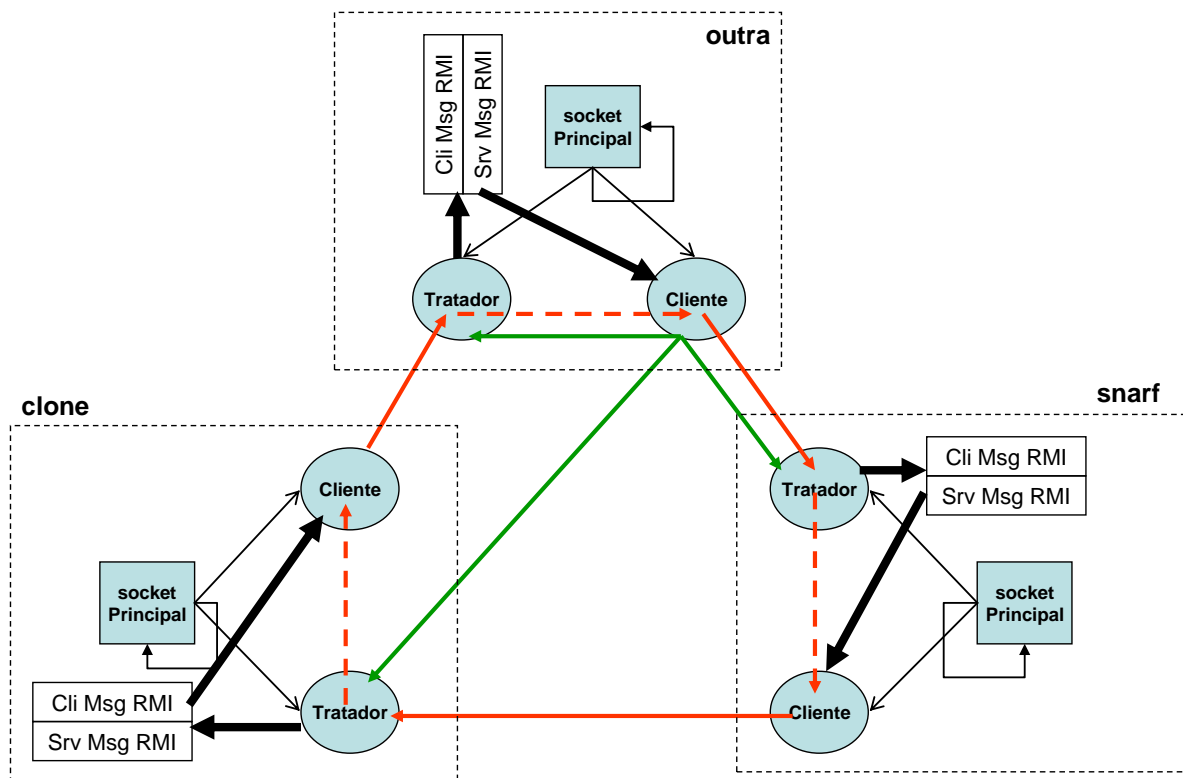 outra
Cli Msg RMI
Srv Msg RMI
socket
Principal
Tratador
Cliente
clone
Cliente
socket
Principal
Cli Msg RMI
Srv Msg RMI
Tratador
snarf
Tratador
Cli Msg RMI
Srv Msg RMI
socket
Principal
Cliente